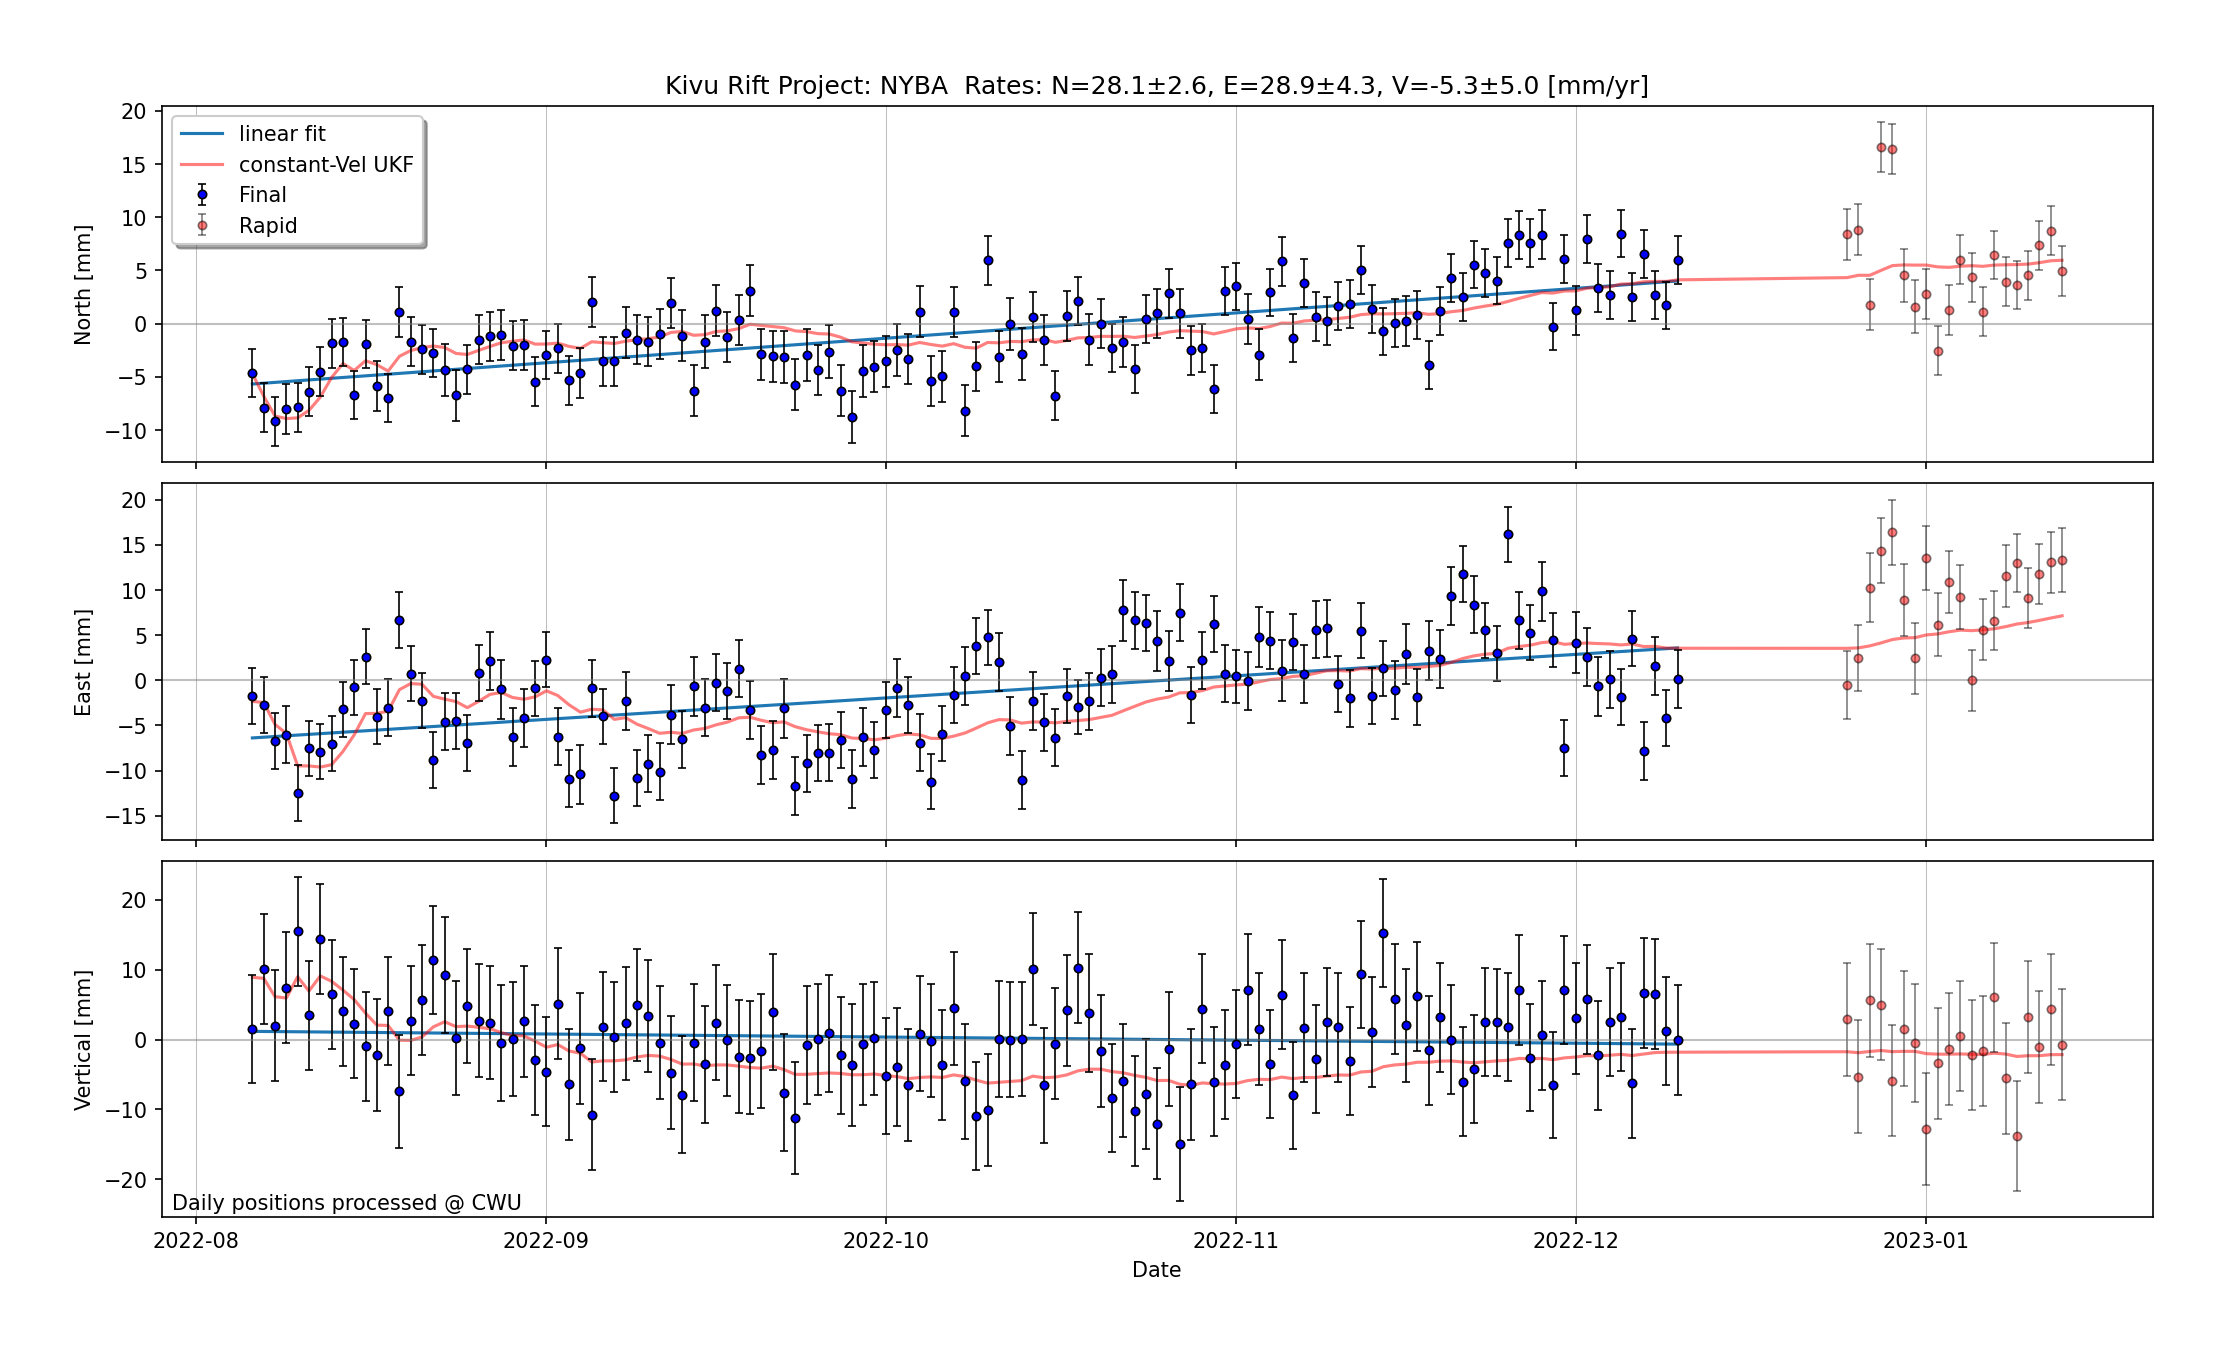 Kivu Rift Project: NYBA  Rates: N=28.1±2.6, E=28.9±4.3, V=-5.3±5.0 [mm/yr]
linear fit
constant-Vel UKF
Final
Rapid
North [mm]
20
15
10
5
0
−5
−10
East [mm]
20
15
10
5
0
−5
−10
−15
Vertical [mm]
20
10
0
−10
−20
Daily positions processed @ CWU
2022-08 2022-09 2022-10 2022-11 2022-12 2023-01
Date